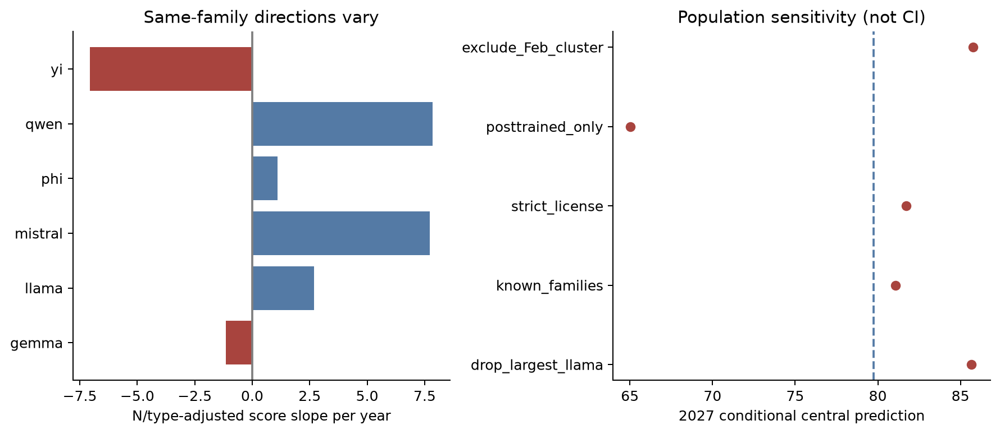 Same-family directions vary
yi
qwen
phi
mistral
llama
gemma
−7.5 −5.0 −2.5 0.0 2.5 5.0 7.5
N/type-adjusted score slope per year
Population sensitivity (not CI)
exclude_Feb_cluster
posttrained_only
strict_license
known_families
drop_largest_llama
65 70 75 80 85
2027 conditional central prediction